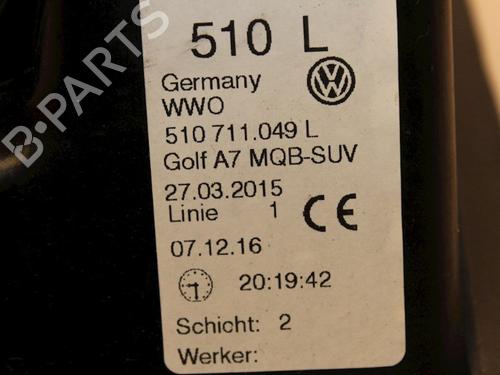 510 L
Germany
WWO
510 711.049 L
Golf A7 MQB-SUV
27.03.2015
Linie 1 CE
07.12.16
20:19:42
Schicht: 2
Werker: